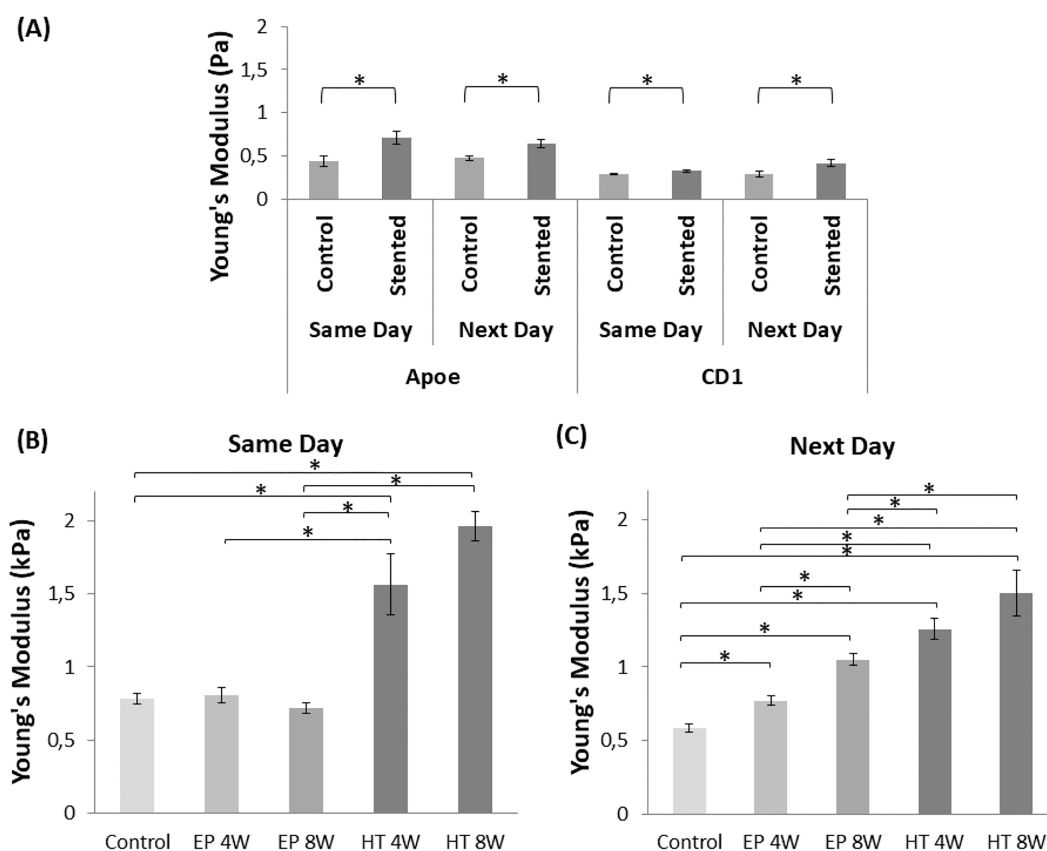 (A)
Young's Modulus (Pa)
2
1,5
1
0,5
0
* * * *
Control Stented Control Stented Control Stented Control Stented
Same Day Next Day Same Day Next Day
Apoe CD1
(B)
Same Day
Young's Modulus (kPa)
2
1,5
1
0,5
0
*
*
*
*
*
Control EP 4W EP 8W HT 4W HT 8W
(C)
Next Day
Young's Modulus (kPa)
2
1,5
1
0,5
0
*
*
*
*
*
*
*
*
*
Control EP 4W EP 8W HT 4W HT 8W